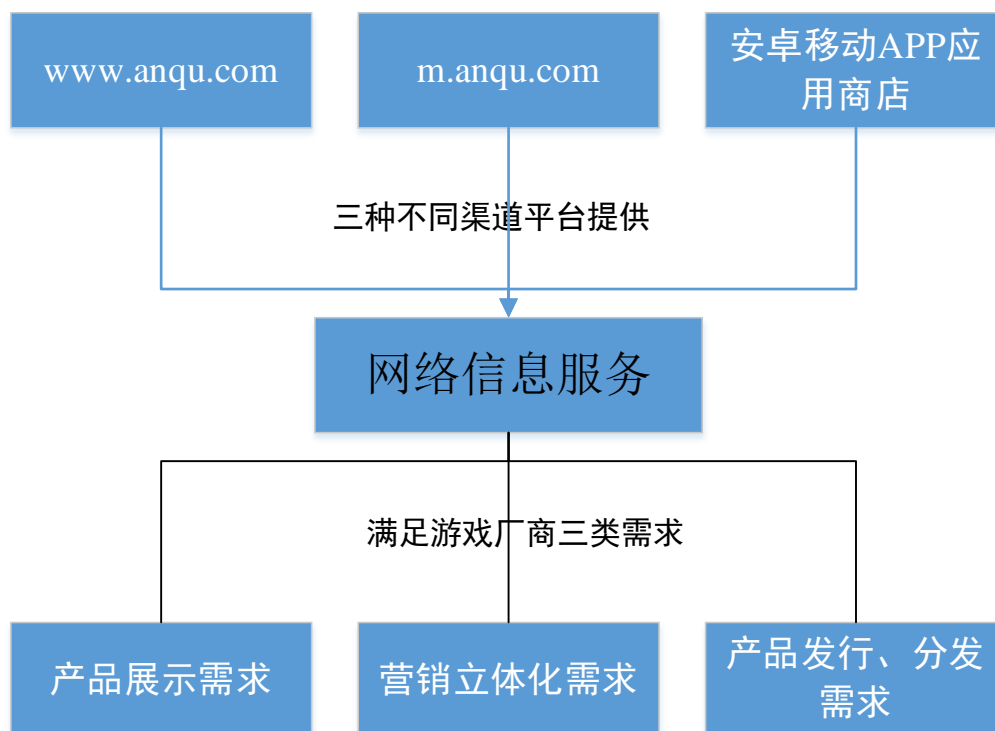 www.anqu.com
m.anqu.com
安卓移动APP应
用商店
三种不同渠道平台提供
网络信息服务
满足游戏厂商三类需求
产品展示需求
营销立体化需求
产品发行、分发
需求